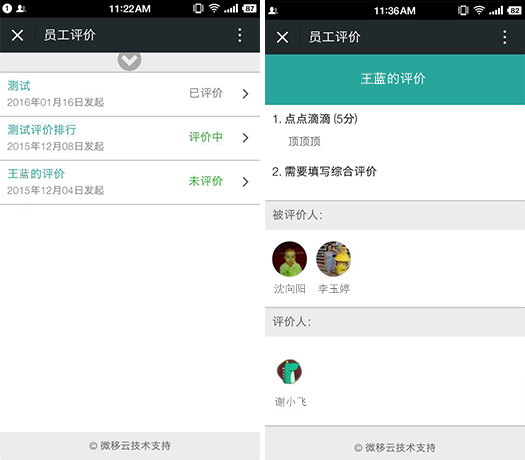 11:22AM
87
员工评价
测试
2016年01月16日发起
已评价
测试评价排行
2015年12月08日发起
评价中
王蓝的评价
2015年12月04日发起
未评价
© 微移云技术支持
11:36AM
82
员工评价
王蓝的评价
1. 点点滴滴 (5分)
顶顶顶
2. 需要填写综合评价
被评价人:
沈向阳
李玉婷
评价人:
谢小飞
© 微移云技术支持